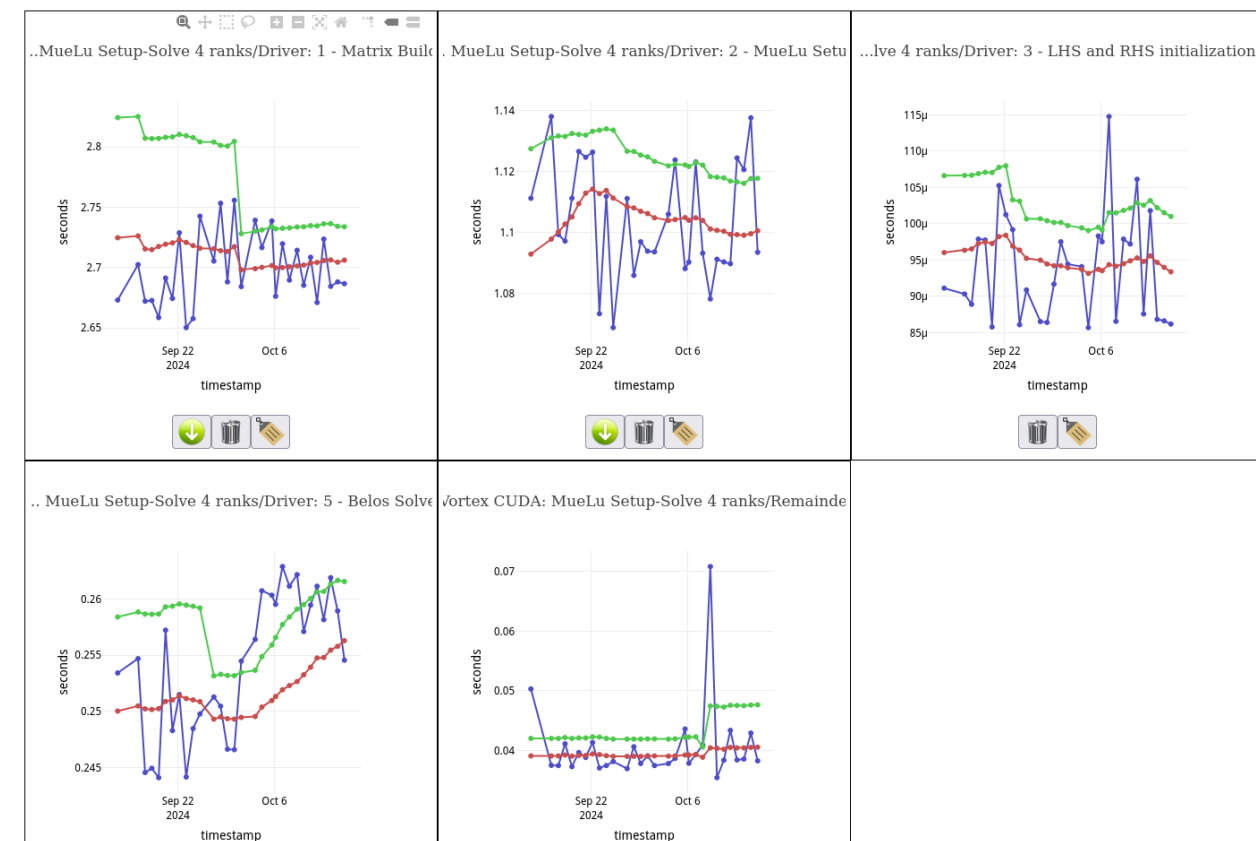 ..MueLu Setup-Solve 4 ranks/Driver: 1 - Matrix Build
. MueLu Setup-Solve 4 ranks/Driver: 2 - MueLu Setu
...lve 4 ranks/Driver: 3 - LHS and RHS initialization
2.8
2.75
2.7
2.65
seconds
Sep 22
2024
Oct 6
timestamp
1.14
1.12
1.1
1.08
seconds
Sep 22
2024
Oct 6
timestamp
115μ
110μ
105μ
100μ
95μ
90μ
85μ
seconds
Sep 22
2024
Oct 6
timestamp
.. MueLu Setup-Solve 4 ranks/Driver: 5 - Belos Solve
Vortex CUDA: MueLu Setup-Solve 4 ranks/Remainde
0.26
0.255
0.25
0.245
seconds
Sep 22
2024
Oct 6
timestamp
0.07
0.06
0.05
0.04
seconds
Sep 22
2024
Oct 6
timestamp